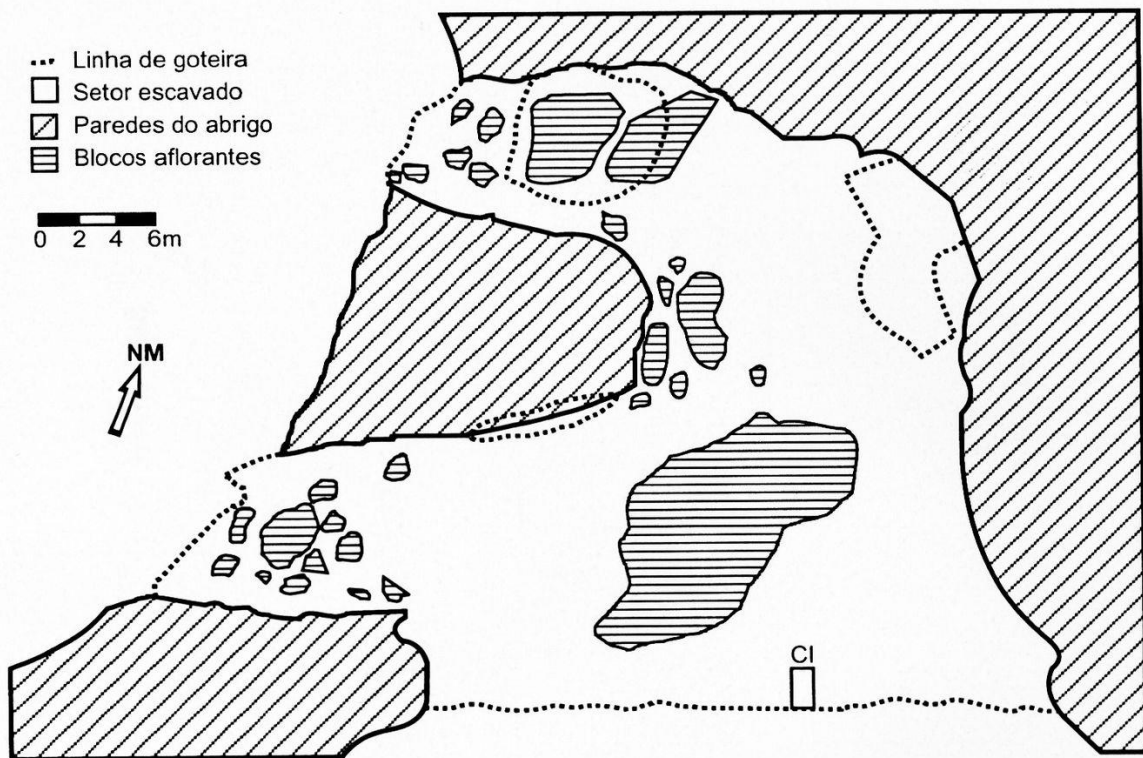 Linha de goteira
Setor escavado
Paredes do abrigo
Blocos aflorantes
0 2 4 6m
NM
CI